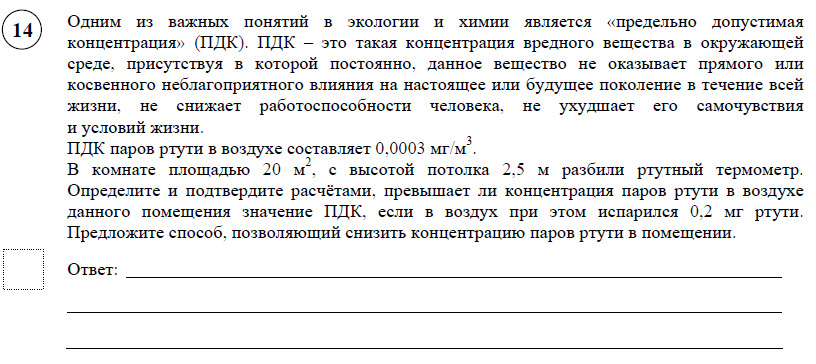 14
Одним из важных понятий в экологии и химии является «предельно допустимая
концентрация» (ПДК). ПДК – это такая концентрация вредного вещества в окружающей
среде, присутствуя в которой постоянно, данное вещество не оказывает прямого или
косвенного неблагоприятного влияния на настоящее или будущее поколение в течение всей
жизни, не снижает работоспособности человека, не ухудшает его самочувствия
и условий жизни.
ПДК паров ртути в воздухе составляет 0,0003 мг/м³.
В комнате площадью 20 м², с высотой потолка 2,5 м разбили ртутный термометр.
Определите и подтвердите расчётами, превышает ли концентрация паров ртути в воздухе
данного помещения значение ПДК, если в воздух при этом испарился 0,2 мг ртути.
Предложите способ, позволяющий снизить концентрацию паров ртути в помещении.
Ответ: